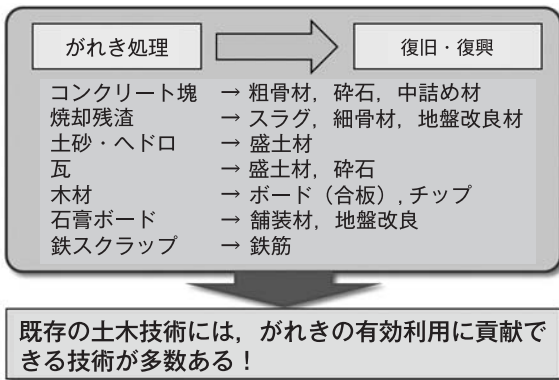 がれき処理 復旧・復興
コンクリート塊 → 粗骨材，砕石，中詰め材
焼却残渣 → スラグ，細骨材，地盤改良材
土砂・ヘドロ → 盛土材
瓦 → 盛土材，砕石
木材 → ボード（合板）,チップ
石膏ボード → 舗装材，地盤改良
鉄スクラップ → 鉄筋
既存の土木技術には，がれきの有効利用に貢献で
きる技術が多数ある！